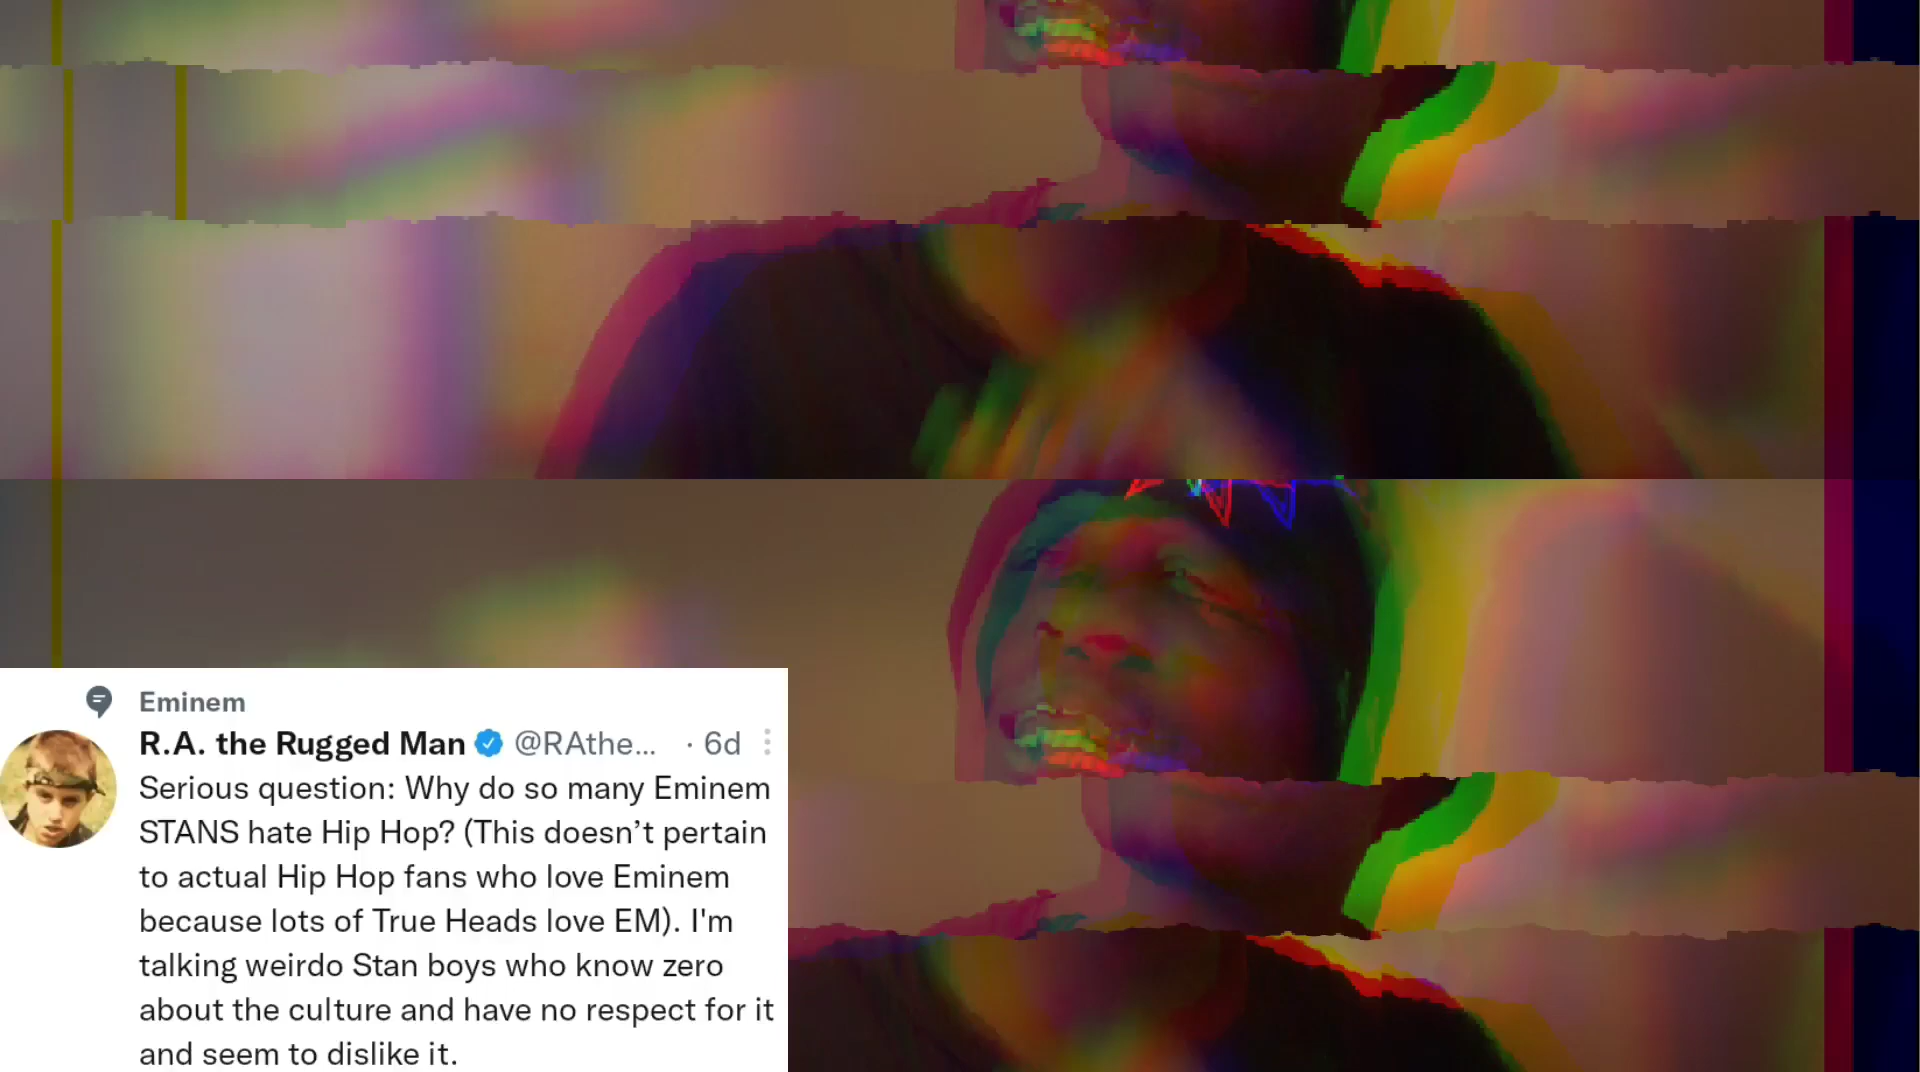 Eminem
R.A. the Rugged Man @RAthe... · 6d
Serious question: Why do so many Eminem
STANS hate Hip Hop? (This doesn’t pertain
to actual Hip Hop fans who love Eminem
because lots of True Heads love EM). I'm
talking weirdo Stan boys who know zero
about the culture and have no respect for it
and seem to dislike it.